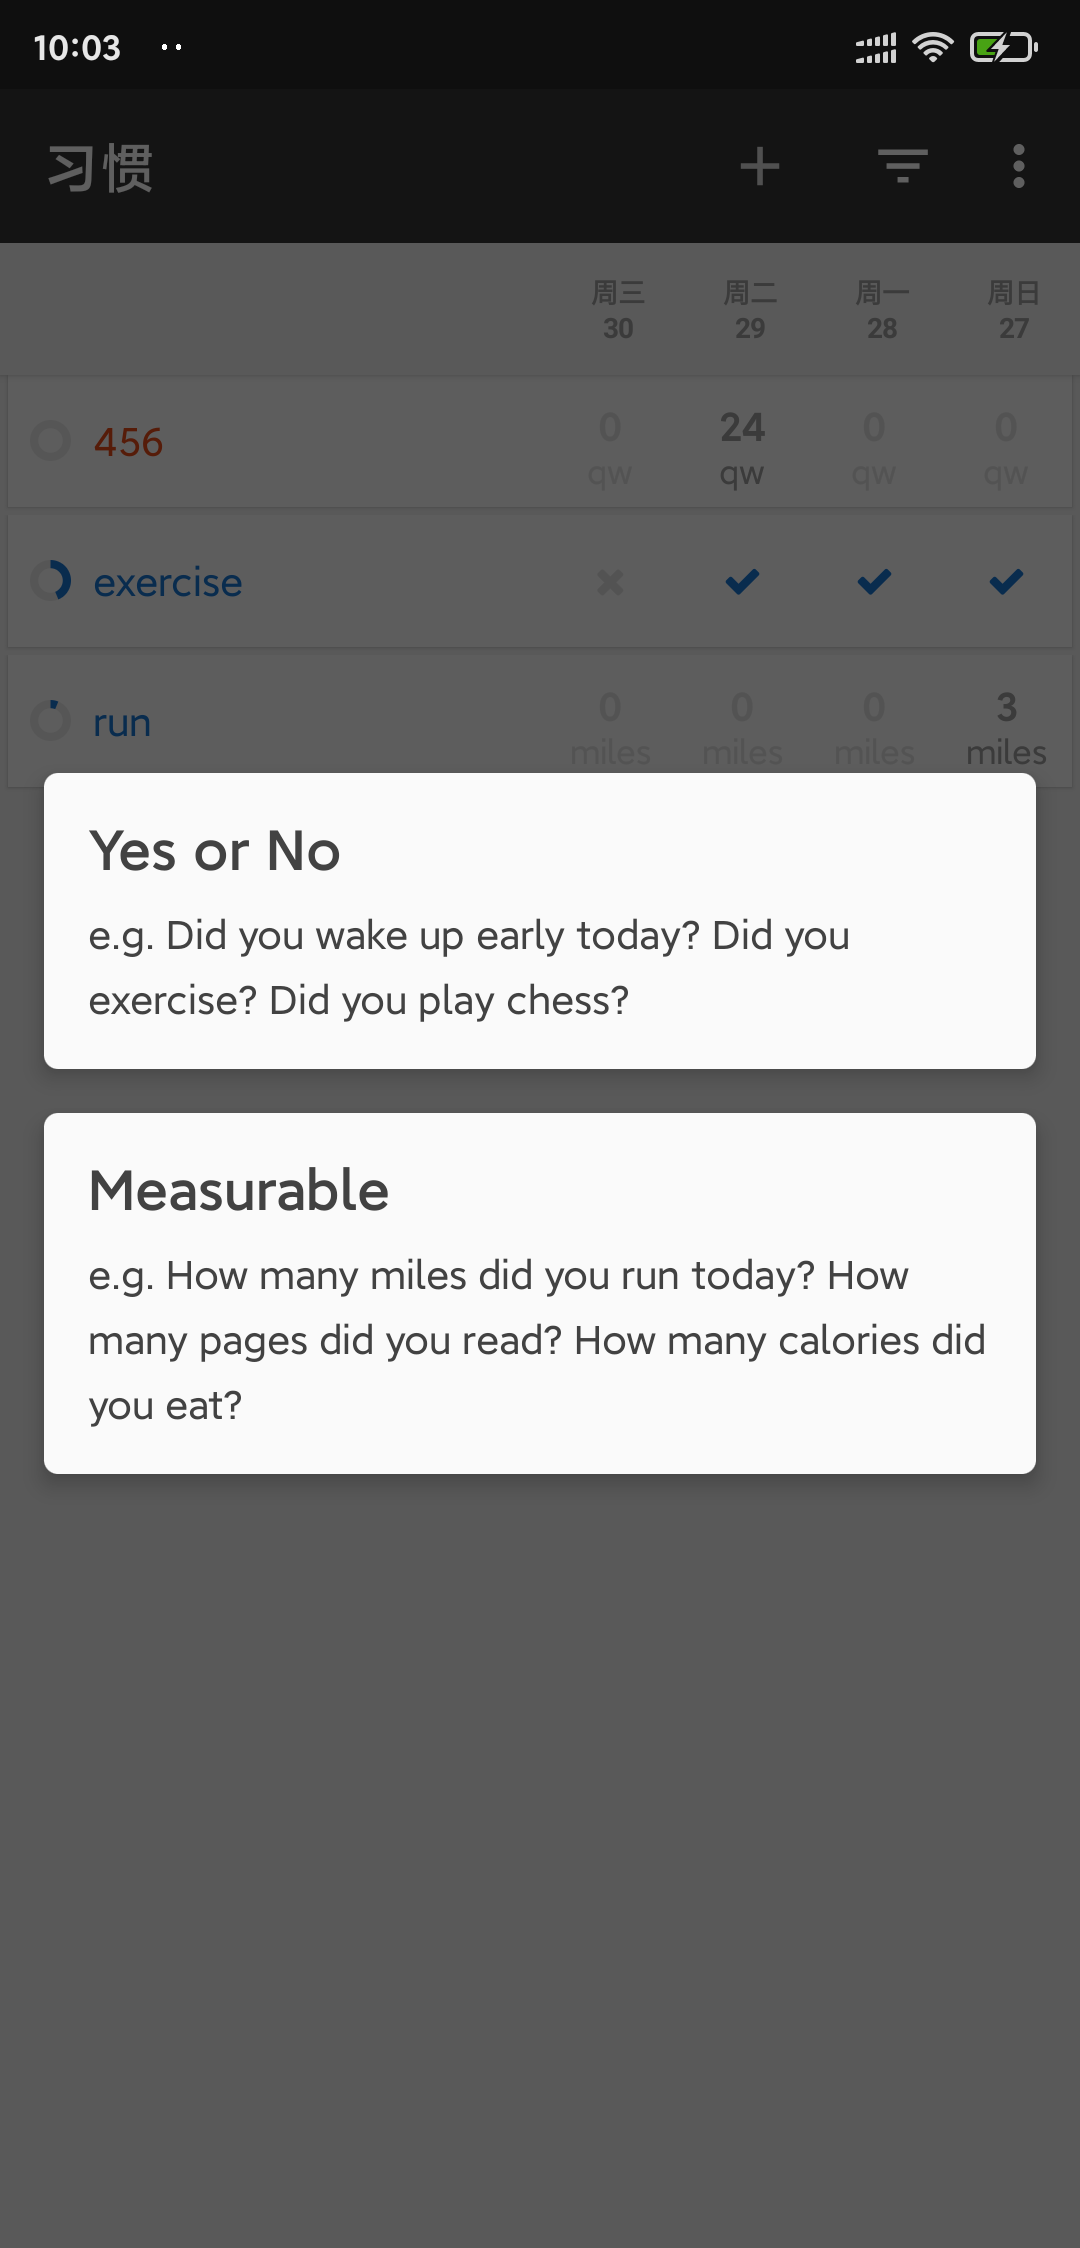 10:03
习惯
周三 周二 周一 周日
30 29 28 27
456 0 24 0 0
qw qw qw qw
exercise
run 0 0 0 3
miles miles miles miles
Yes or No
e.g. Did you wake up early today? Did you
exercise? Did you play chess?
Measurable
e.g. How many miles did you run today? How
many pages did you read? How many calories did
you eat?